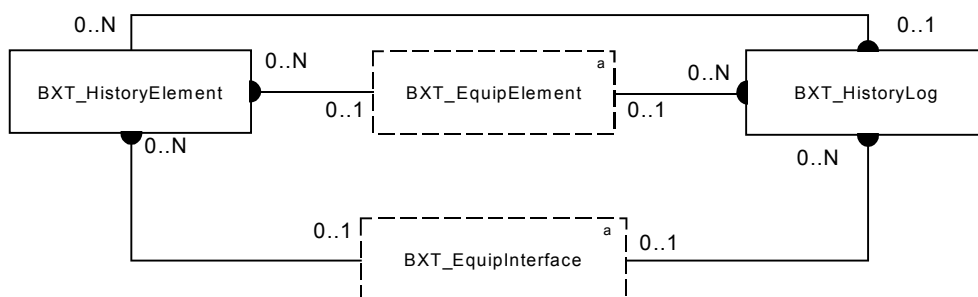 0..N
0..1
BXT_HistoryElement
0..N
0..1
BXT_EquipElement
a
0..1
0..N
BXT_HistoryLog
0..N
0..N
0..1
BXT_EquipInterface
a
0..1